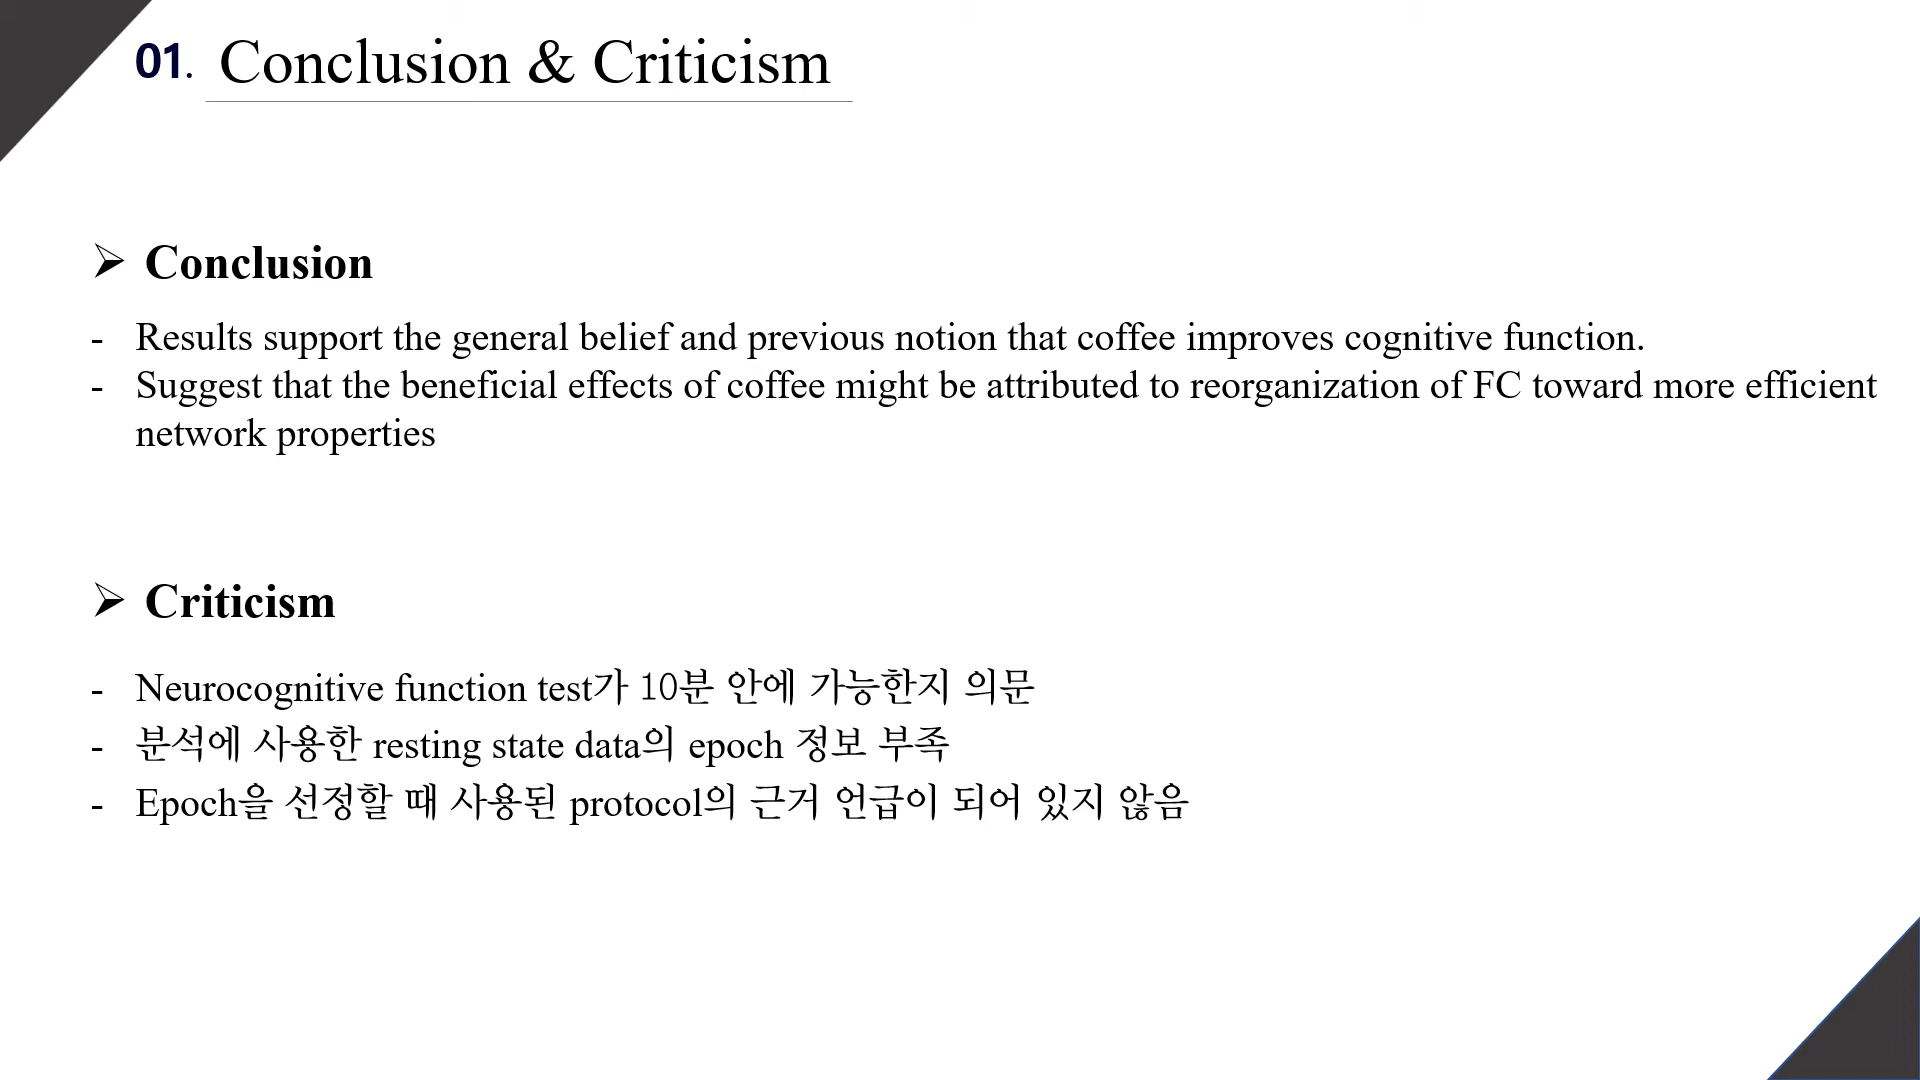 01. Conclusion & Criticism
➢ Conclusion
- Results support the general belief and previous notion that coffee improves cognitive function.
- Suggest that the beneficial effects of coffee might be attributed to reorganization of FC toward more efficient
network properties
➢ Criticism
- Neurocognitive function test가 10분 안에 가능한지 의문
- 분석에 사용한 resting state data의 epoch 정보 부족
- Epoch을 선정할 때 사용된 protocol의 근거 언급이 되어 있지 않음